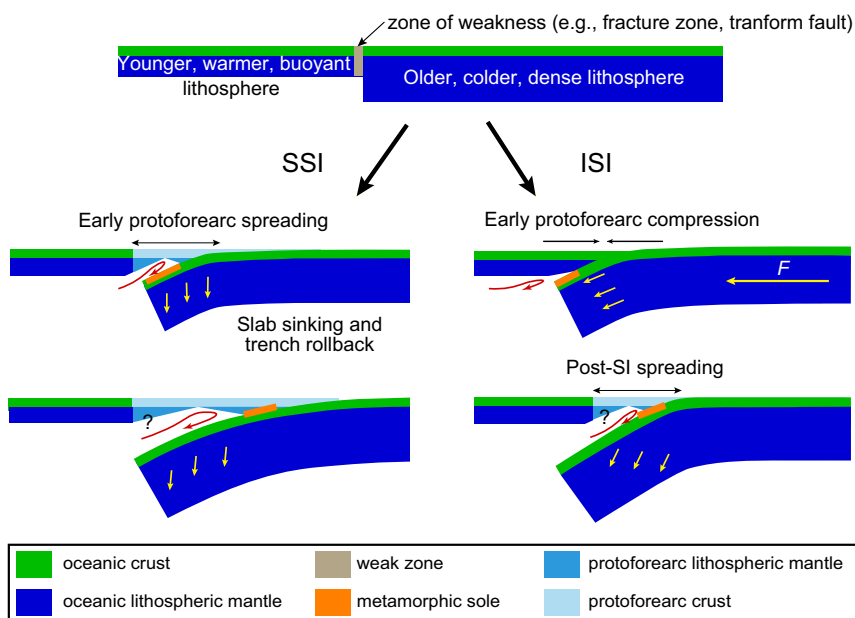 zone of weakness (e.g., fracture zone, tranform fault)
Younger, warmer, buoyant
lithosphere
Older, colder, dense lithosphere
SSI
ISI
Early protoforearc spreading
Early protoforearc compression
F
Slab sinking and
trench rollback
Post-SI spreading
?
?
oceanic crust
weak zone
protoforearc lithospheric mantle
oceanic lithospheric mantle
metamorphic sole
protoforearc crust